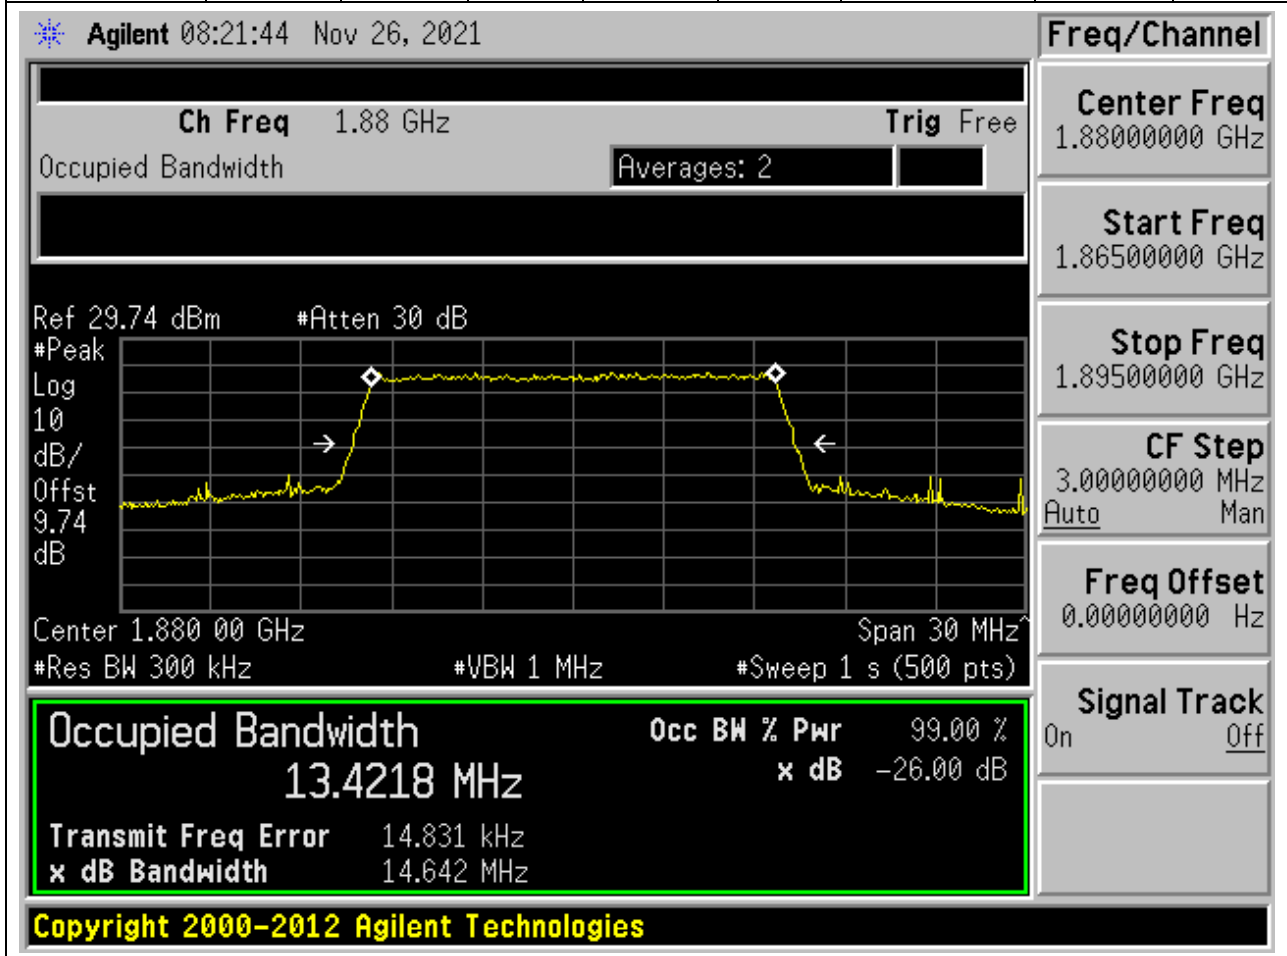 Agilent 08:21:44 Nov 26, 2021
Freq/Channel
Ch Freq 1.88 GHz Trig Free
Occupied Bandwidth Averages: 2
Ref 29.74 dBm #Atten 30 dB
#Peak
Log
10
dB/
Offst
9.74
dB
Center 1.880 00 GHz Span 30 MHz^
#Res BW 300 kHz #VBW 1 MHz #Sweep 1 s (500 pts)
Occupied Bandwidth Occ BW % Pwr 99.00 %
13.4218 MHz x dB -26.00 dB
Transmit Freq Error 14.831 kHz
x dB Bandwidth 14.642 MHz
Center Freq
1.88000000 GHz
Start Freq
1.86500000 GHz
Stop Freq
1.89500000 GHz
CF Step
3.00000000 MHz
Auto Man
Freq Offset
0.00000000 Hz
Signal Track
On Off
Copyright 2000-2012 Agilent Technologies